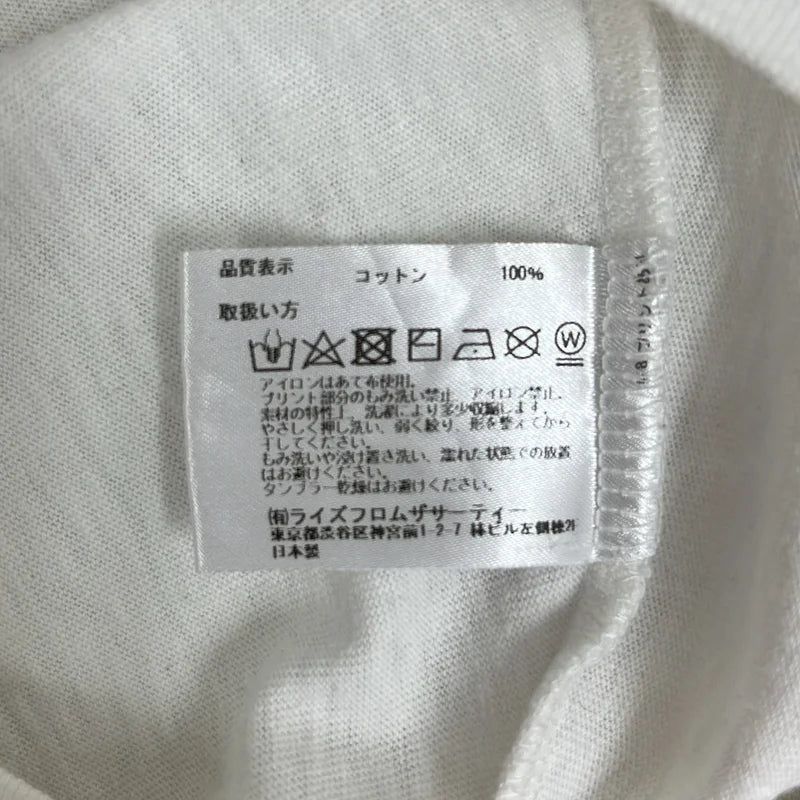 品質表示 コットン 100%
取扱い方
W
アイロンはあて布使用。
プリント部分のもみ洗い禁止、アイロン禁止。
素材の特性上、洗濯により多少収縮します。
やさしく押し洗い、弱く絞り、形を整えてから
干してください。
もみ洗いや浸け置き洗い、濡れた状態での放置
はお避けください。
タンブラー乾燥はお避けください。
(有)ライズフロムザサーティー
東京都渋谷区神宮前1-2-7 林ビル左側棟2F
日本製
プリント